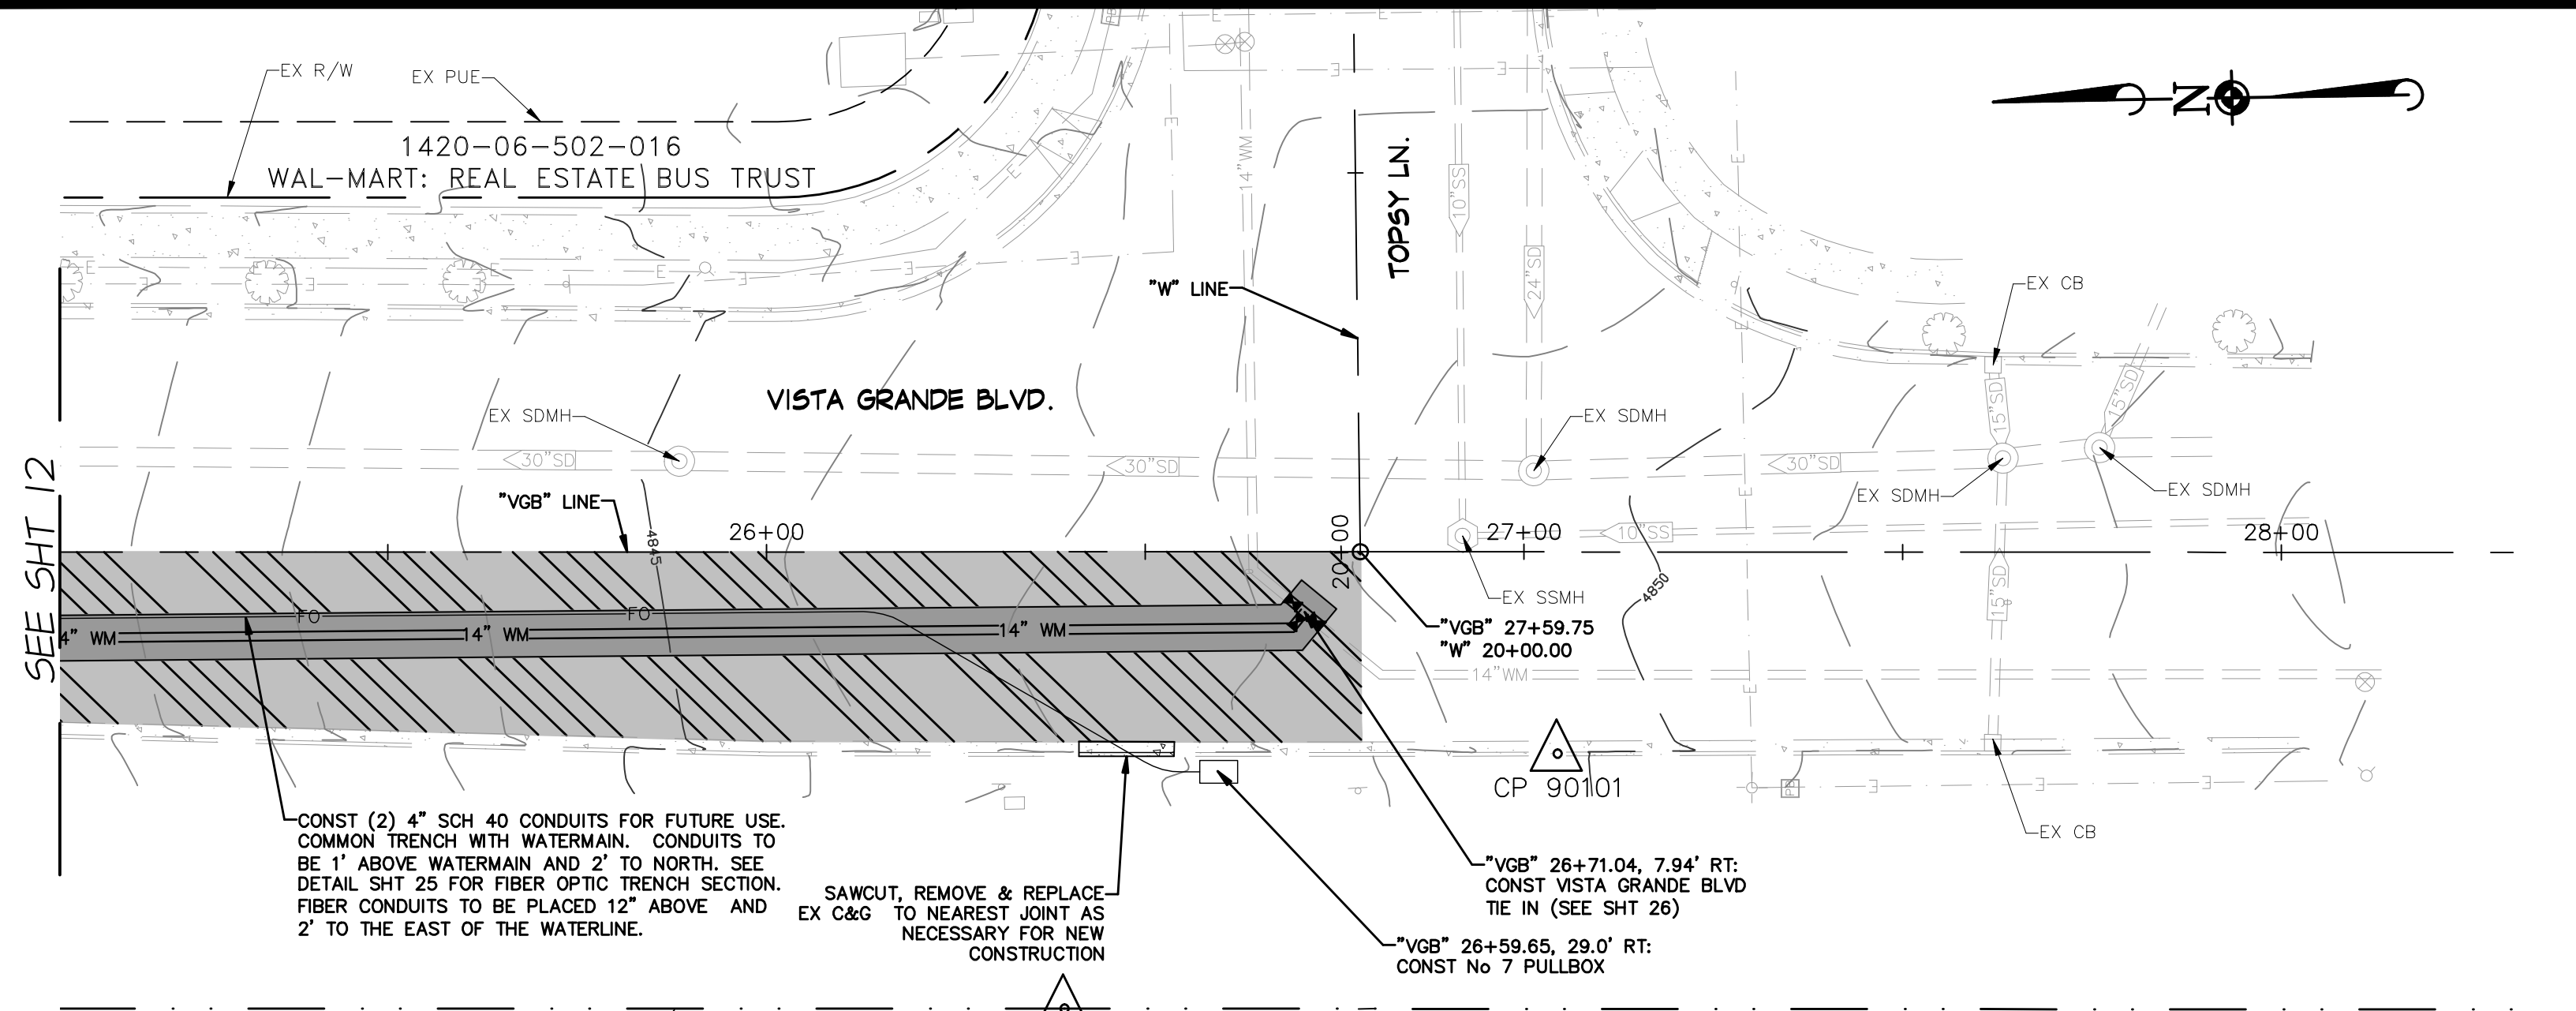 EX R/W
EX PUE
1420-06-502-016
WAL-MART: REAL ESTATE BUS TRUST
N
14"WM
TOPSY LN.
10"SS
24"SD
"W" LINE
EX CB
15"SD
15"SD
VISTA GRANDE BLVD.
EX SDMH
EX SDMH
30"SD
30"SD
30"SD
EX SDMH
EX SDMH
SEE SHT 12
"VGB" LINE
4845
26+00
20+00
27+00
10"SS
28+00
EX SSMH
4850
15"SD
FO
FO
4" WM
14" WM
14" WM
"VGB" 27+59.75
"W" 20+00.00
14"WM
CP 90101
PB
EX CB
CONST (2) 4" SCH 40 CONDUITS FOR FUTURE USE.
COMMON TRENCH WITH WATERMAIN. CONDUITS TO
BE 1' ABOVE WATERMAIN AND 2' TO NORTH. SEE
DETAIL SHT 25 FOR FIBER OPTIC TRENCH SECTION.
FIBER CONDUITS TO BE PLACED 12" ABOVE AND
2' TO THE EAST OF THE WATERLINE.
SAWCUT, REMOVE & REPLACE
EX C&G TO NEAREST JOINT AS
NECESSARY FOR NEW
CONSTRUCTION
"VGB" 26+71.04, 7.94' RT:
CONST VISTA GRANDE BLVD
TIE IN (SEE SHT 26)
"VGB" 26+59.65, 29.0' RT:
CONST No 7 PULLBOX